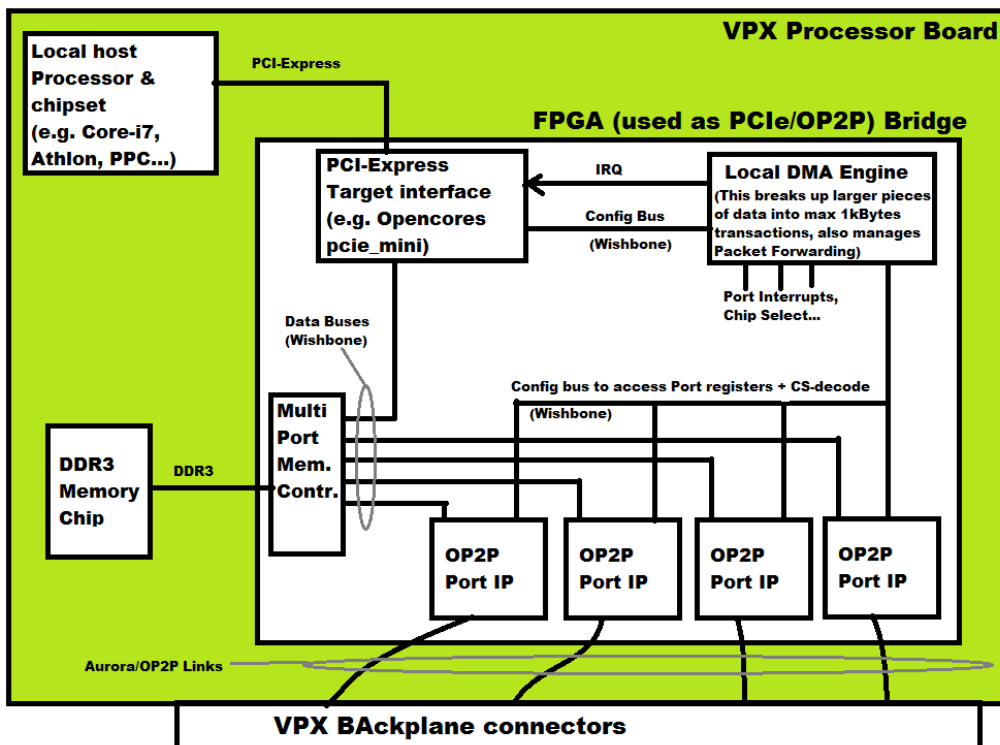 VPX Processor Board
Local host
Processor &
chipset
(e.g. Core-i7,
Athlon, PPC...)
PCI-Express
FPGA (used as PCIe/OP2P) Bridge
PCI-Express
Target interface
(e.g. Opencores
pcie_mini)
IRQ
Config Bus
(Wishbone)
Local DMA Engine
(This breaks up larger pieces
of data into max 1kBytes
transactions, also manages
Packet Forwarding)
Port Interrupts,
Chip Select...
Data Buses
(Wishbone)
Config bus to access Port registers + CS-decode
(Wishbone)
Multi
Port
Mem.
Contr.
DDR3
Memory
Chip
DDR3
OP2P
Port IP
OP2P
Port IP
OP2P
Port IP
OP2P
Port IP
Aurora/OP2P Links
VPX BAckplane connectors